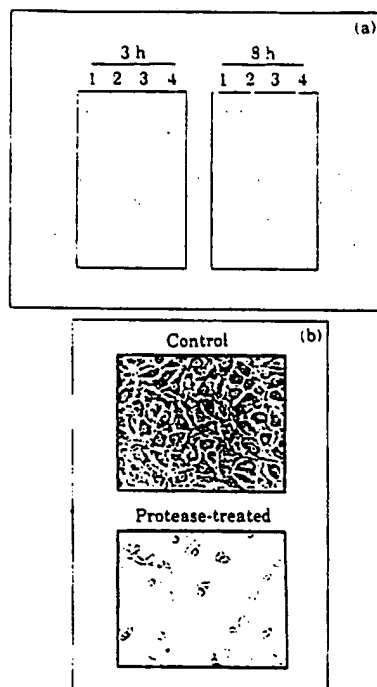 (a)
3 h 8 h
1 2 3 4 1 2 3 4
(b)
Control
Protease-treated